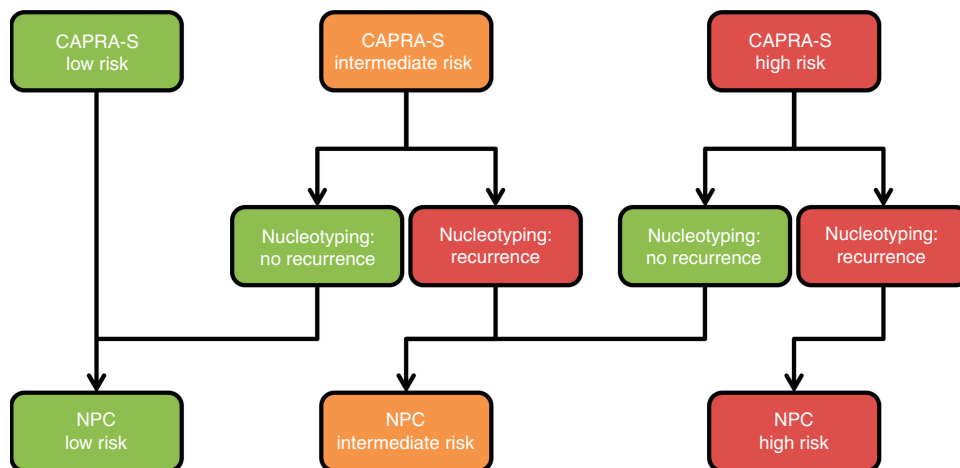 CAPRA-S
low risk
CAPRA-S
intermediate risk
CAPRA-S
high risk
Nucleotyping:
no recurrence
Nucleotyping:
recurrence
Nucleotyping:
no recurrence
Nucleotyping:
recurrence
NPC
low risk
NPC
intermediate risk
NPC
high risk